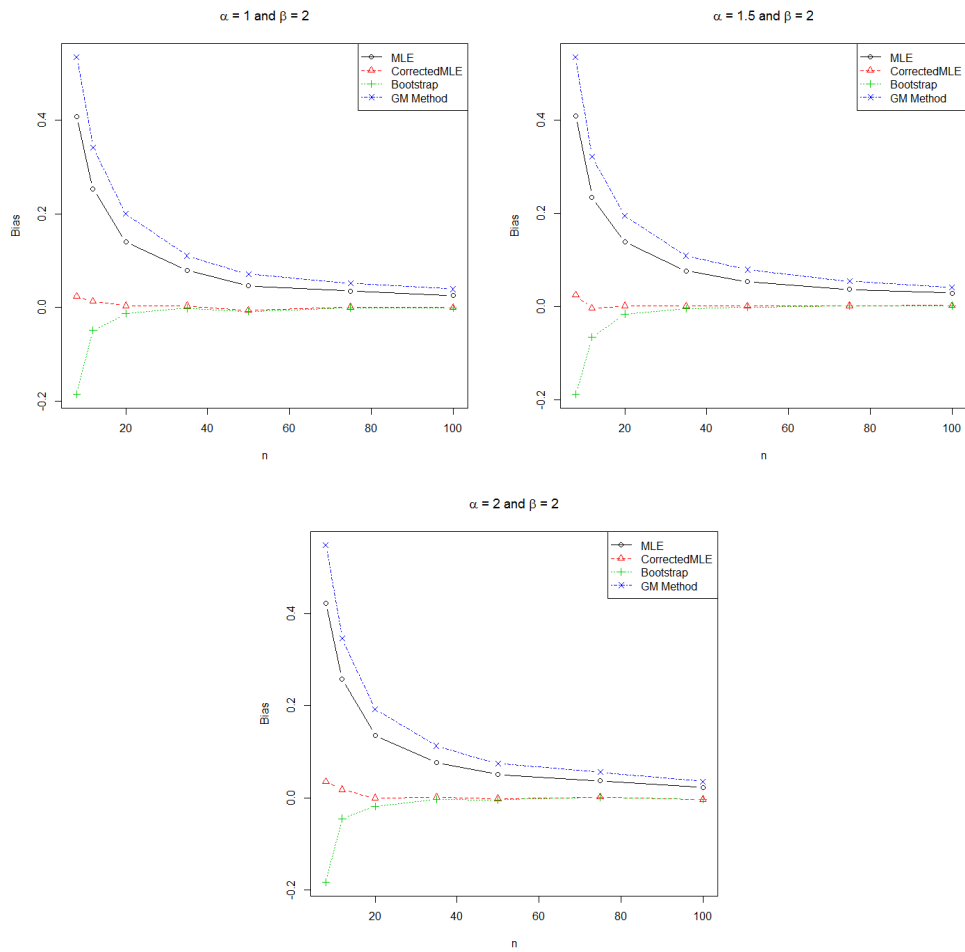 α = 1 and β = 2
MLE
CorrectedMLE
Bootstrap
GM Method
Bias
0.4
0.2
0.0
-0.2
20 40 60 80 100
n
α = 1.5 and β = 2
MLE
CorrectedMLE
Bootstrap
GM Method
Bias
0.4
0.2
0.0
-0.2
20 40 60 80 100
n
α = 2 and β = 2
MLE
CorrectedMLE
Bootstrap
GM Method
Bias
0.4
0.2
0.0
-0.2
20 40 60 80 100
n